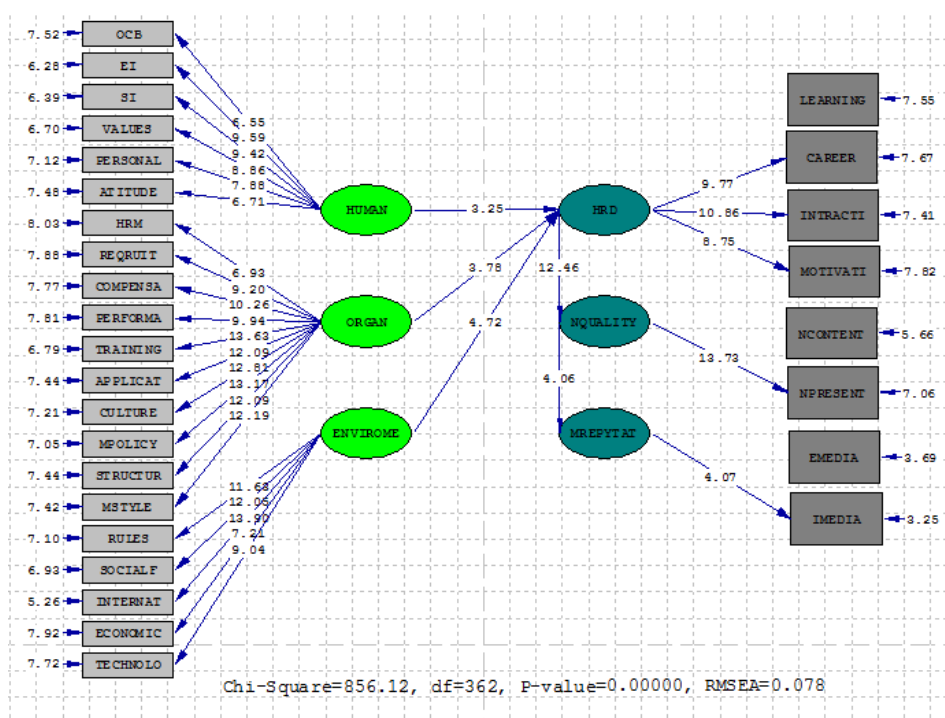 7.52 OCB
6.28 EI
6.39 SI
6.70 VALUES
7.12 PERSONAL
7.48 ATITUDE
8.03 HRM
7.88 REQRUIT
7.77 COMPENSA
7.81 PERFORMA
6.79 TRAINING
7.44 APPLICAT
7.21 CULTURE
7.05 MPOLICY
7.44 STRUCTUR
7.42 MSTYLE
7.10 RULES
6.93 SOCIALF
5.26 INTERNAT
7.92 ECONOMIC
7.72 TECHNOLO
6.55
9.59
9.42
8.86
7.88
6.71
6.93
9.20
10.26
9.94
13.63
12.09
12.81
13.17
12.09
12.19
11.63
12.05
13.90
7.21
9.04
HUMAN
ORGAN
ENVIROME
3.25
3.78
4.72
HRD
12.46
NQUALITY
4.06
MREPYTAT
9.77
10.86
8.75
13.73
4.07
LEARNING 7.55
CAREER 7.67
INTRACTI 7.41
MOTIVATI 7.82
NCONTENT 5.66
NPRESENT 7.06
EMEDIA 3.69
IMEDIA 3.25
Chi-Square=856.12, df=362, P-value=0.00000, RMSEA=0.078